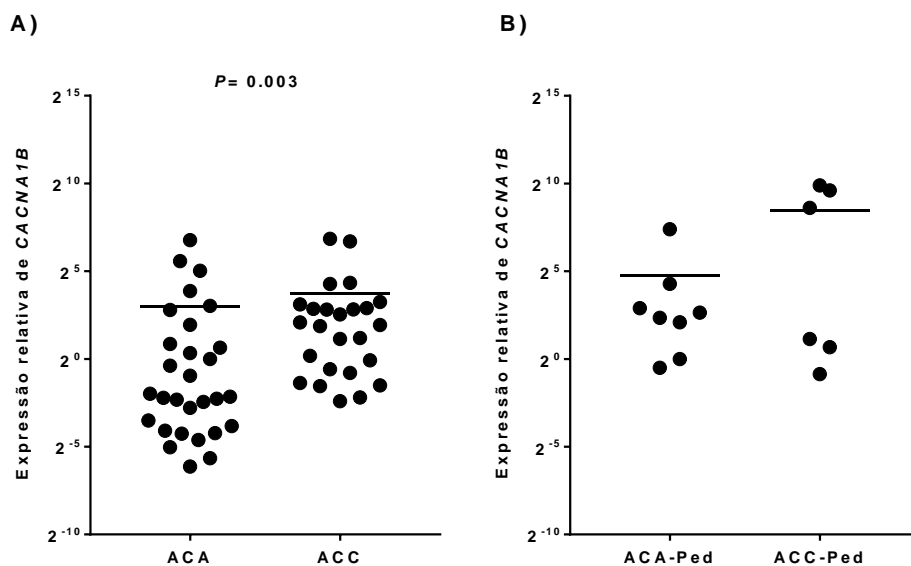 A)
B)
P= 0.003
Expressão relativa de CACNA1B
2^15
2^10
2^5
2^0
2^-5
2^-10
ACA
ACC
Expressão relativa de CACNA1B
2^15
2^10
2^5
2^0
2^-5
2^-10
ACA-Ped
ACC-Ped